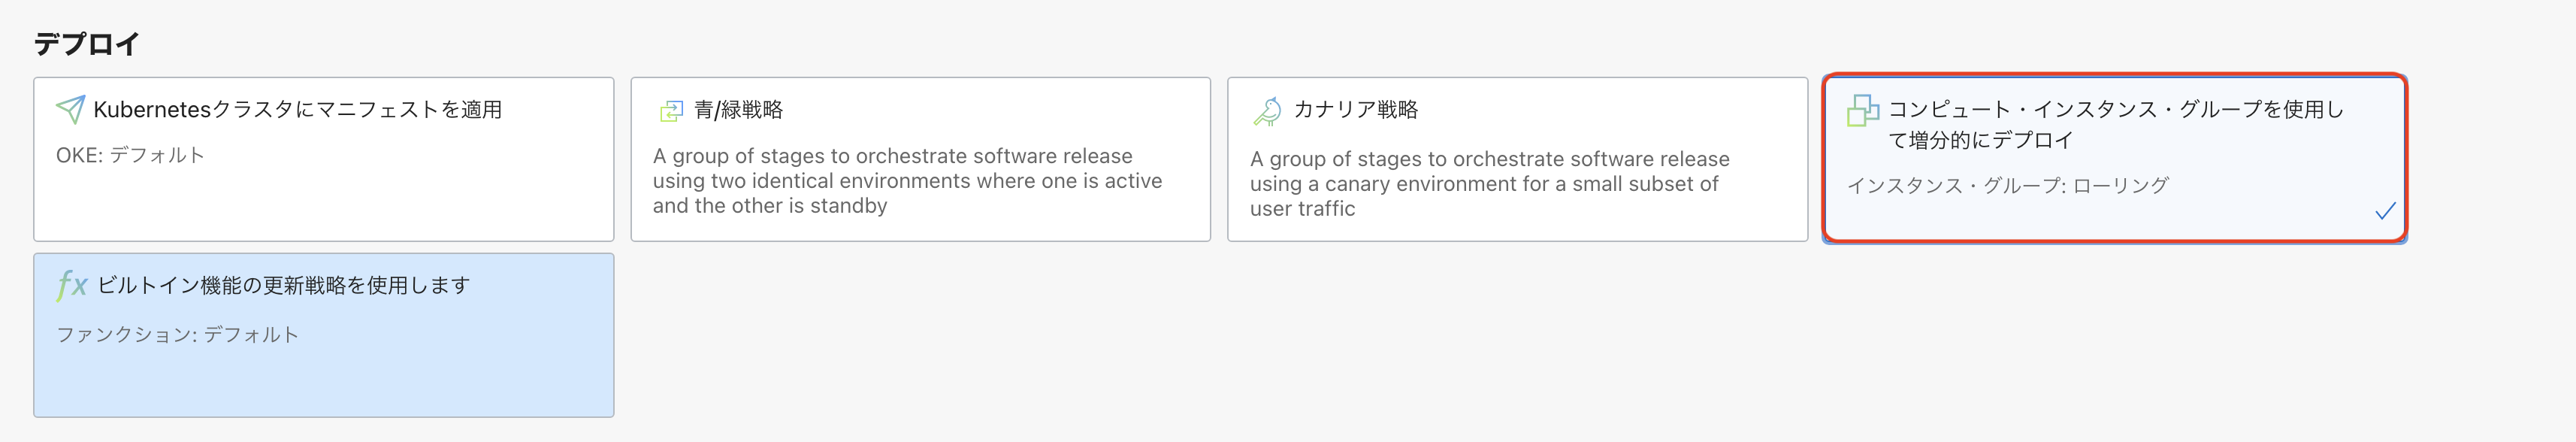 デプロイ
Kubernetesクラスタにマニフェストを適用
OKE: デフォルト
青/緑戦略
A group of stages to orchestrate software release
using two identical environments where one is active
and the other is standby
カナリア戦略
A group of stages to orchestrate software release
using a canary environment for a small subset of
user traffic
コンピュート・インスタンス・グループを使用し
て増分的にデプロイ
インスタンス・グループ: ローリング
fx ビルトイン機能の更新戦略を使用します
ファンクション: デフォルト